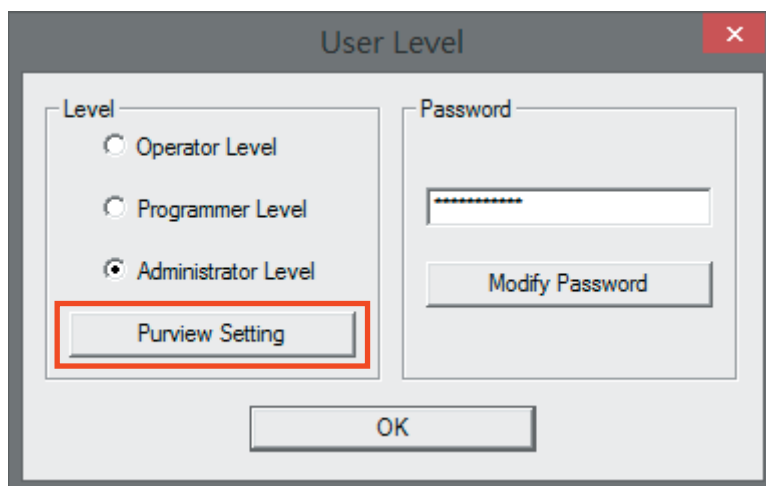 User Level
Level
Operator Level
Programmer Level
Administrator Level
Purview Setting
Password
***********
Modify Password
OK